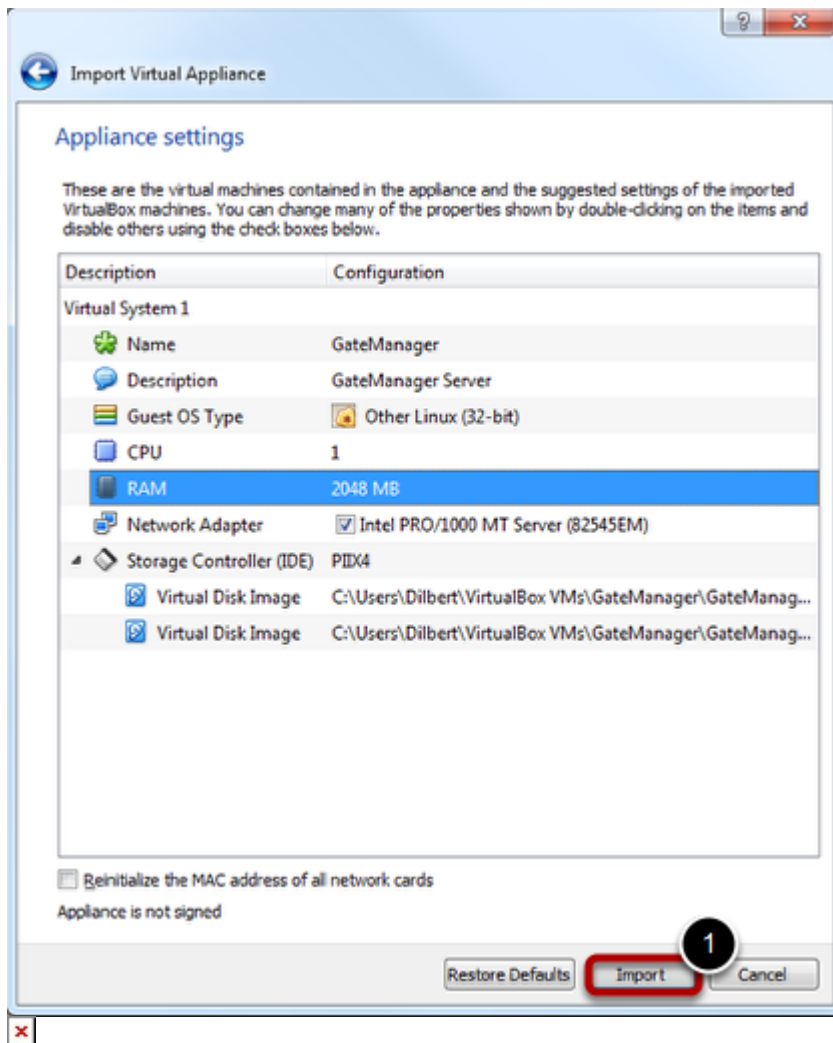 Import Virtual Appliance
Appliance settings
These are the virtual machines contained in the appliance and the suggested settings of the imported
VirtualBox machines. You can change many of the properties shown by double-clicking on the items and
disable others using the check boxes below.
Description Configuration
Virtual System 1
Name GateManager
Description GateManager Server
Guest OS Type Other Linux (32-bit)
CPU 1
RAM 2048 MB
Network Adapter Intel PRO/1000 MT Server (82545EM)
Storage Controller (IDE) PIIX4
Virtual Disk Image C:\Users\Dilbert\VirtualBox VMs\GateManager\GateManag...
Virtual Disk Image C:\Users\Dilbert\VirtualBox VMs\GateManager\GateManag...
Reinitialize the MAC address of all network cards
Appliance is not signed
1
Restore Defaults Import Cancel